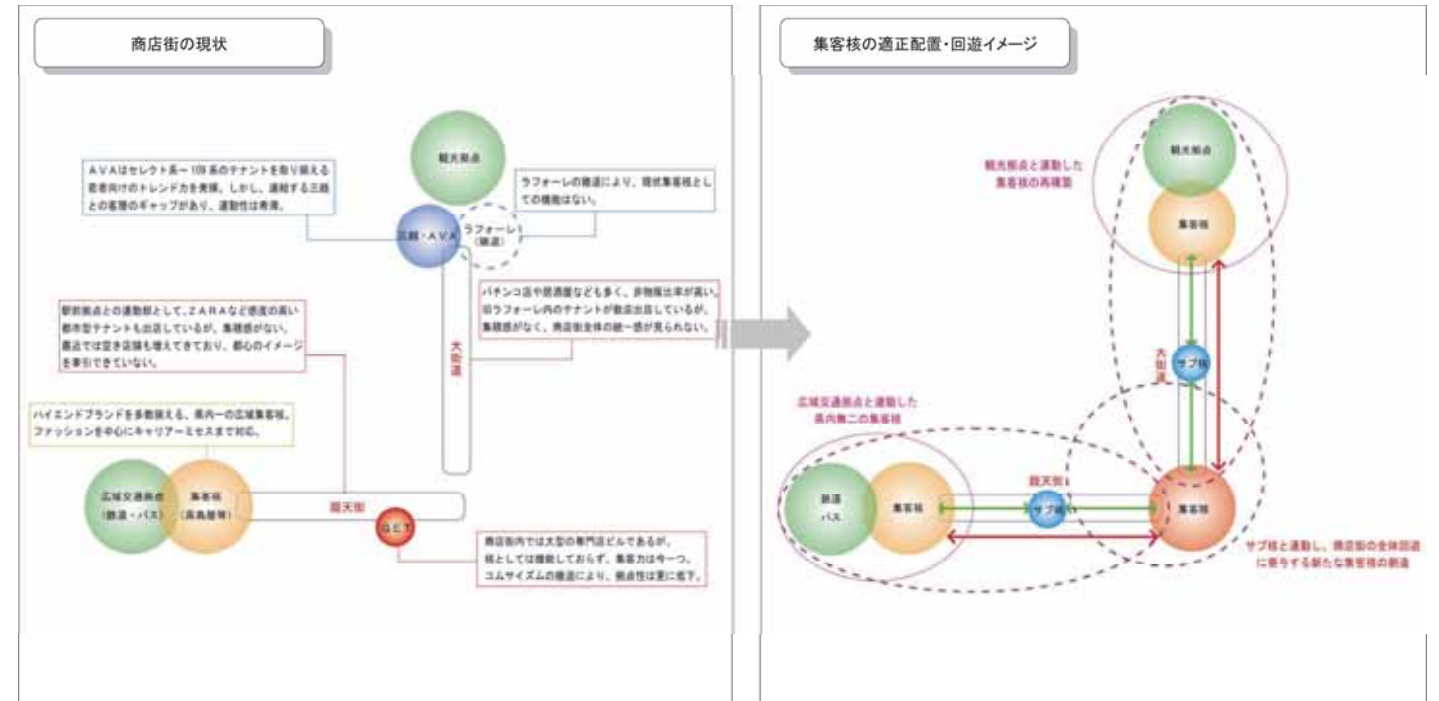 商店街の現状
観光拠点
AVAはセレクト系~109系のテナントを取り揃える
若者向けのトレンド力を発揮。しかし、連結する三越
との客層のギャップがあり、連動性は希薄。
ラフォーレの撤退により、現状集客核とし
ての機能はない。
三越・AVA
ラフォーレ
(撤退)
駅前拠点との連動部として、ZARAなど感度の高い
都市型テナントも出店しているが、集積感がない。
最近では空き店舗も増えてきており、都心のイメージ
を牽引できていない。
パチンコ店や居酒屋なども多く、非物販比率が高い。
旧ラフォーレ内のテナントが散店出店しているが、
集積感がなく、商店街全体の統一感が見られない。
大街道
ハイエンドブランドを多数揃える、県内一の広域集客核。
ファッションを中心にキャリア~ミセスまで対応。
広域交通拠点
(鉄道・バス)
集客核
(高島屋等)
銀天街
GET
商店街内では大型の専門店ビルであるが、
核としては機能しておらず、集客力は今一つ。
コムサイズムの撤退により、拠点性は更に低下。
集客核の適正配置・回遊イメージ
観光拠点と連動した
集客核の再構築
観光拠点
集客核
大街道
サブ核
広域交通拠点と連動した
県内無二の集客核
鉄道
バス
集客核
銀天街
サブ核
集客核
サブ核と連動し、商店街の全体回遊
に寄与する新たな集客核の創造